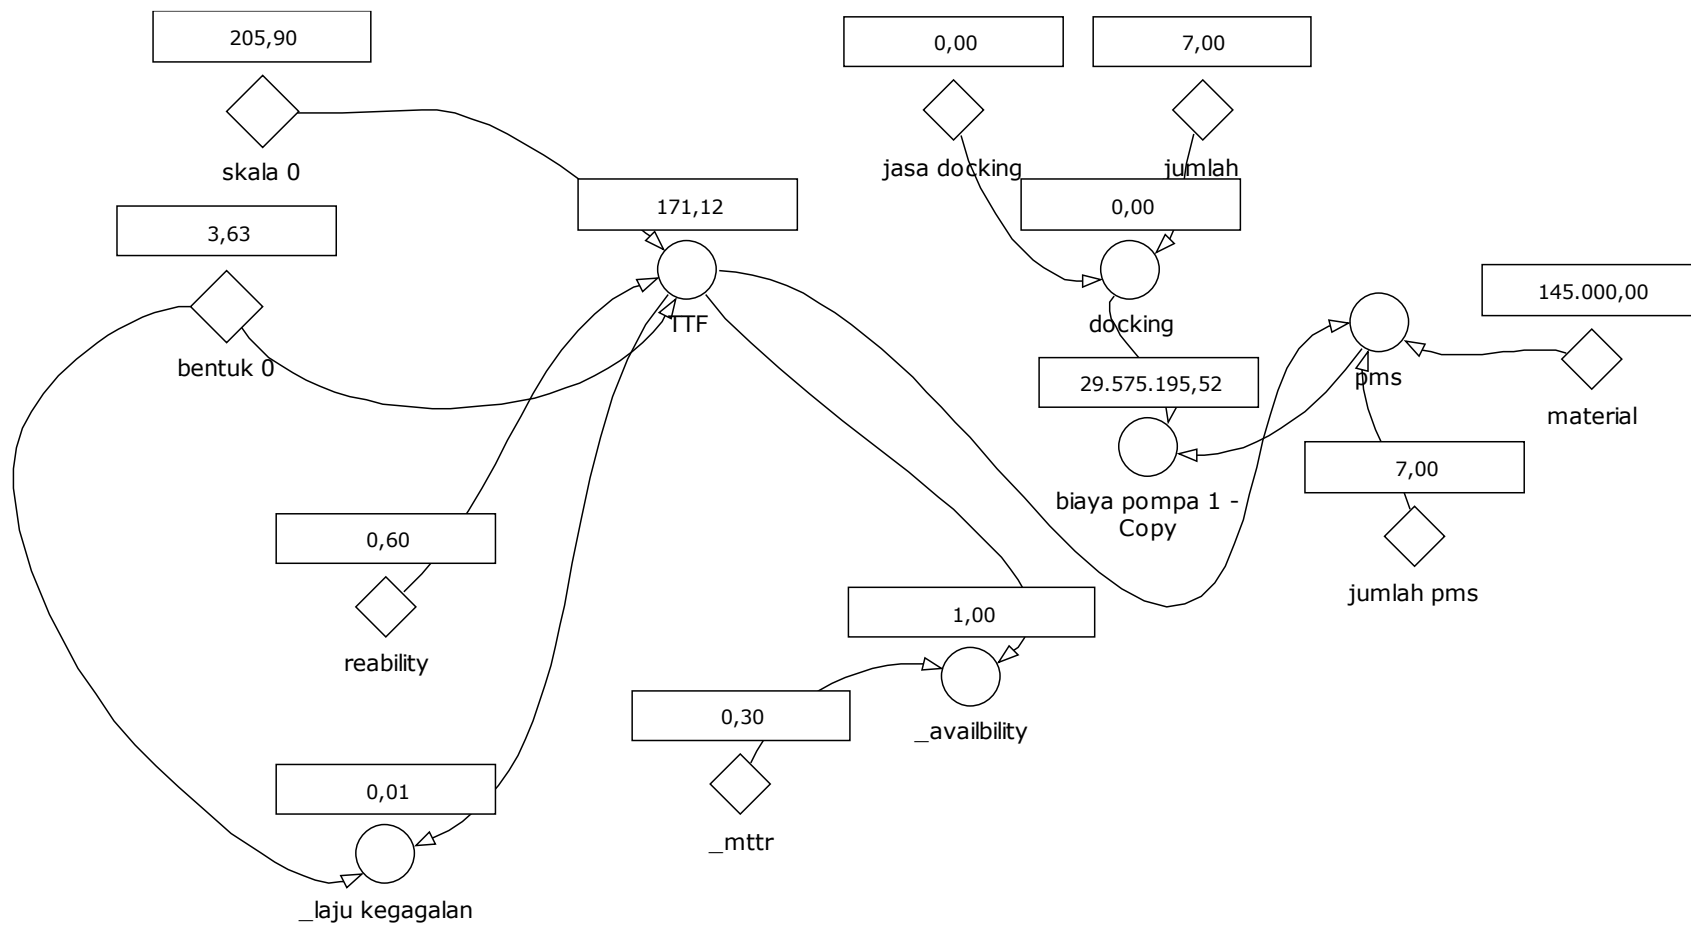 205,90
skala 0
0,00
7,00
jasa docking
jumlah
3,63
bentuk 0
171,12
TTF
0,00
docking
145.000,00
material
pms
29.575.195,52
biaya pompa 1 -
Copy
7,00
jumlah pms
0,60
reability
1,00
_availbility
0,30
_mttr
0,01
_laju kegagalan